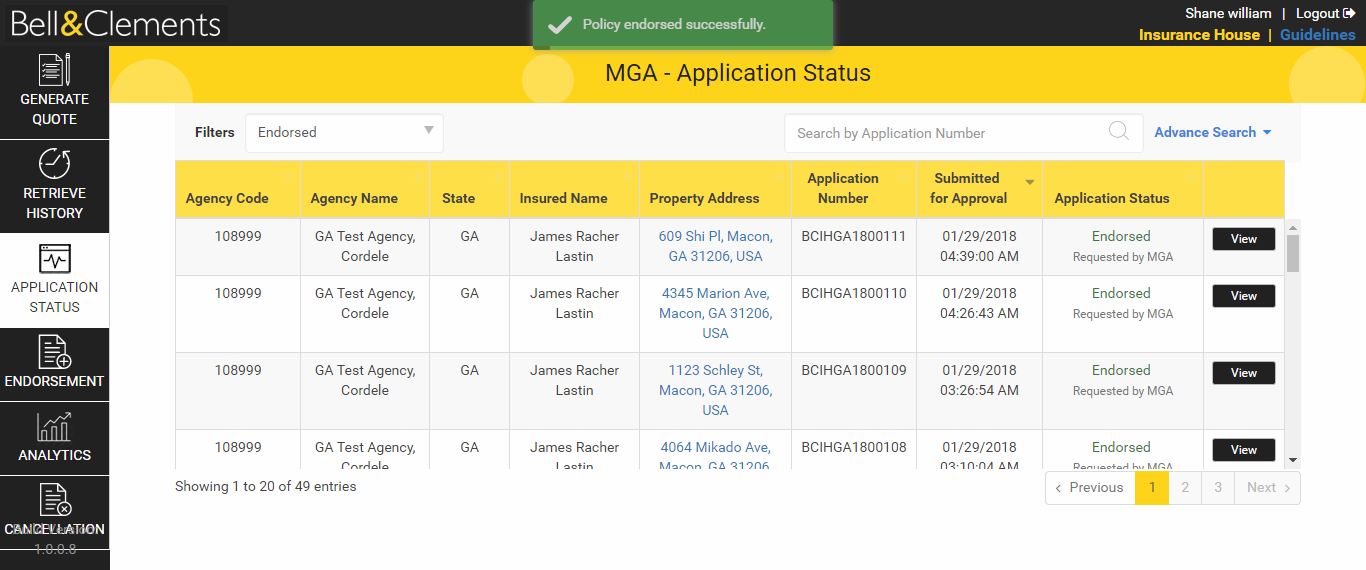 Bell&Clements
Policy endorsed successfully.
Shane william | Logout
Insurance House | Guidelines
MGA - Application Status
GENERATE
QUOTE
RETRIEVE
HISTORY
APPLICATION
STATUS
ENDORSEMENT
ANALYTICS
CANCELLATION
Build Version
1.0.0.8
Filters Endorsed
Search by Application Number
Advance Search
Agency Code Agency Name State Insured Name Property Address Application Number Submitted for Approval Application Status
108999 GA Test Agency, GA James Racher 609 Shi Pl, Macon, BCIHGA1800111 01/29/2018 Endorsed View
Cordele Lastin GA 31206, USA 04:39:00 AM Requested by MGA
108999 GA Test Agency, GA James Racher 4345 Marion Ave, BCIHGA1800110 01/29/2018 Endorsed View
Cordele Lastin Macon, GA 31206, 04:26:43 AM Requested by MGA
USA
108999 GA Test Agency, GA James Racher 1123 Schley St, BCIHGA1800109 01/29/2018 Endorsed View
Cordele Lastin Macon, GA 31206, 03:26:54 AM Requested by MGA
USA
108999 GA Test Agency, GA James Racher 4064 Mikado Ave, BCIHGA1800108 01/29/2018 Endorsed View
Cordele Lastin Macon, GA 31206, 03:10:04 AM Requested by MGA
Showing 1 to 20 of 49 entries
Previous 1 2 3 Next